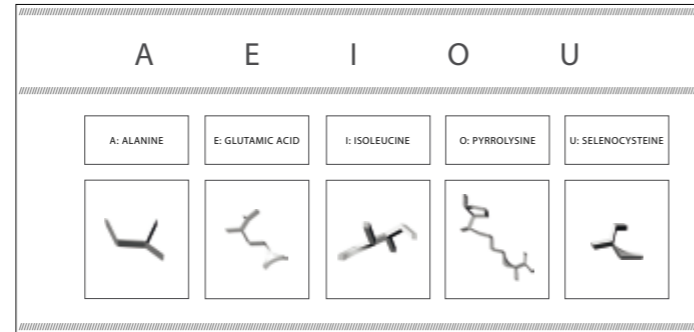 A E I O U
A: ALANINE E: GLUTAMIC ACID I: ISOLEUCINE O: PYRROLYSINE U: SELENOCYSTEINE